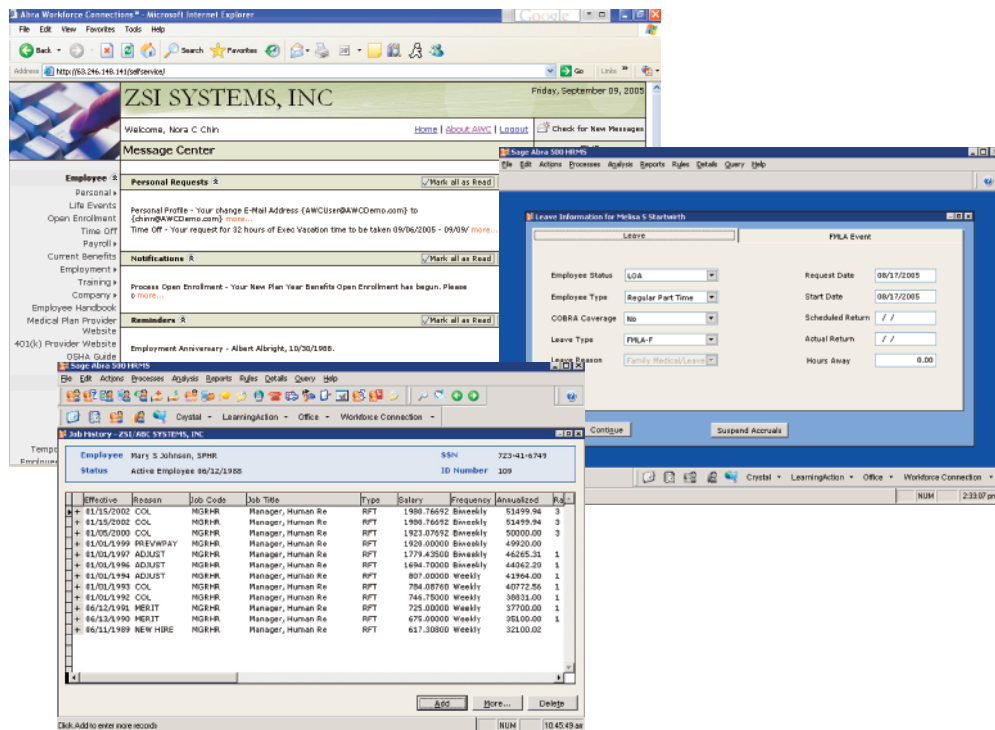 Abra Workforce Connections™ - Microsoft Internet Explorer
Google
File Edit View Favorites Tools Help
Back Search Favorites
Address http://63.246.148.141/selfservice/ Go Links
ZSI SYSTEMS, INC
Friday, September 09, 2005
Welcome, Nora C Chin
Home | About AWC | Logout
Check for New Messages
Message Center
Employee
Personal
Life Events
Open Enrollment
Time Off
Payroll
Current Benefits
Employment
Training
Company
Employee Handbook
Medical Plan Provider
Website
401(k) Provider Website
OSHA Guide
Personal Requests
Mark all as Read
Personal Profile - Your change E-Mail Address {AWCUser@AWCDemo.com} to
{chinn@AWCDemo.com} more...
Time Off - Your request for 32 hours of Exec Vacation time to be taken 09/06/2005 - 09/09/ more...
Notifications
Mark all as Read
Process Open Enrollment - Your New Plan Year Benefits Open Enrollment has begun. Please
more...
Reminders
Mark all as Read
Employment Anniversary - Albert Albright, 10/30/1988.
Sage Abra 500 HRMS
File Edit Actions Processes Analysis Reports Rules Details Query Help
Leave Information for Melisa S Startworth
Leave
FMLA Event
Employee Status LOA
Request Date 08/17/2005
Employee Type Regular Part Time
Start Date 08/17/2005
COBRA Coverage No
Scheduled Return / /
Leave Type FMLA-F
Actual Return / /
Leave Reason Family Medical/Leave
Hours Away 0.00
Continue
Suspend Accruals
Crystal LearningAction Office Workforce Connection
NUM 2:33:07 pm
Sage Abra 500 HRMS
File Edit Actions Processes Analysis Reports Rules Details Query Help
Crystal LearningAction Office Workforce Connection
Job History - ZSI/ABC SYSTEMS, INC
Employee Mary S Johnson, SPHR SSN 723-41-6749
Status Active Employee 06/12/1988 ID Number 109
Effective Reason Job Code Job Title Type Salary Frequency Annualized Ra
+ 01/15/2002 COL MGRHR Manager, Human Re RFT 1980.76692 Biweekly 51499.94 3
+ 01/15/2002 COL MGRHR Manager, Human Re RFT 1980.76692 Biweekly 51499.94 3
+ 01/05/2000 COL MGRHR Manager, Human Re RFT 1923.07692 Biweekly 50000.00 3
+ 01/01/1999 PREVWPAY MGRHR Manager, Human Re RFT 1920.00000 Biweekly 49920.00
+ 01/01/1997 ADJUST MGRHR Manager, Human Re RFT 1779.43500 Biweekly 46265.31 1
+ 01/01/1996 ADJUST MGRHR Manager, Human Re RFT 1694.70000 Biweekly 44062.20 1
+ 01/01/1994 ADJUST MGRHR Manager, Human Re RFT 807.00000 Weekly 41964.00 1
+ 01/01/1993 COL MGRHR Manager, Human Re RFT 784.08760 Weekly 40772.56 1
+ 01/01/1992 COL MGRHR Manager, Human Re RFT 746.75000 Weekly 38831.00 1
+ 06/12/1991 MERIT MGRHR Manager, Human Re RFT 725.00000 Weekly 37700.00 1
+ 06/13/1990 MERIT MGRHR Manager, Human Re RFT 675.00000 Weekly 35100.00 1
+ 06/11/1989 NEW HIRE MGRHR Manager, Human Re RFT 617.30800 Weekly 32100.02
Add More... Delete
Click Add to enter more records
NUM 10:45:49 am